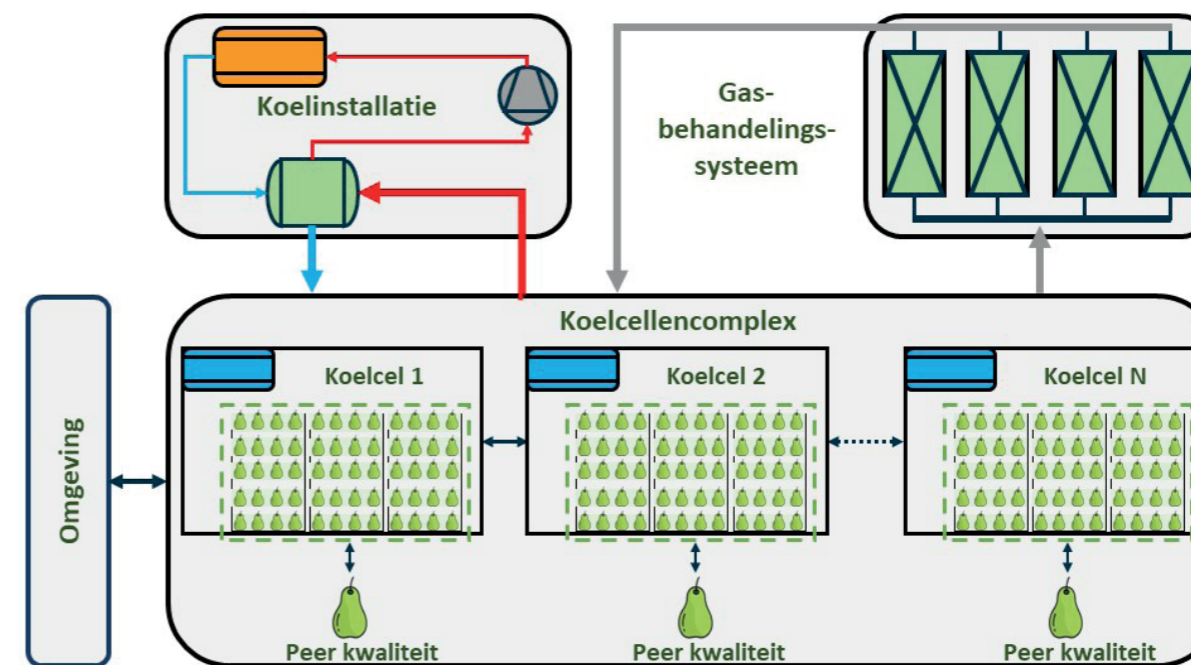 Koelinstallatie
Gas-
behandelings-
systeem
Omgeving
Koelcellencomplex
Koelcel 1
Koelcel 2
Koelcel N
Peer kwaliteit
Peer kwaliteit
Peer kwaliteit